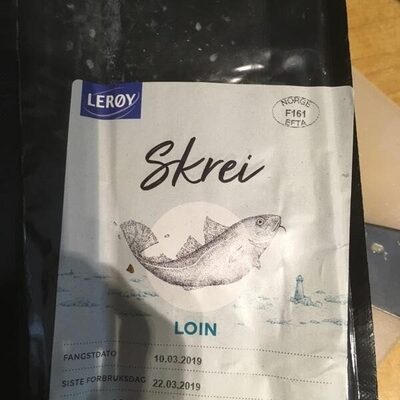 LERØY
NORGE
F161
EFTA
Skrei
LOIN
FANGSTDATO 10.03.2019
SISTE FORBRUKSDAG 22.03.2019